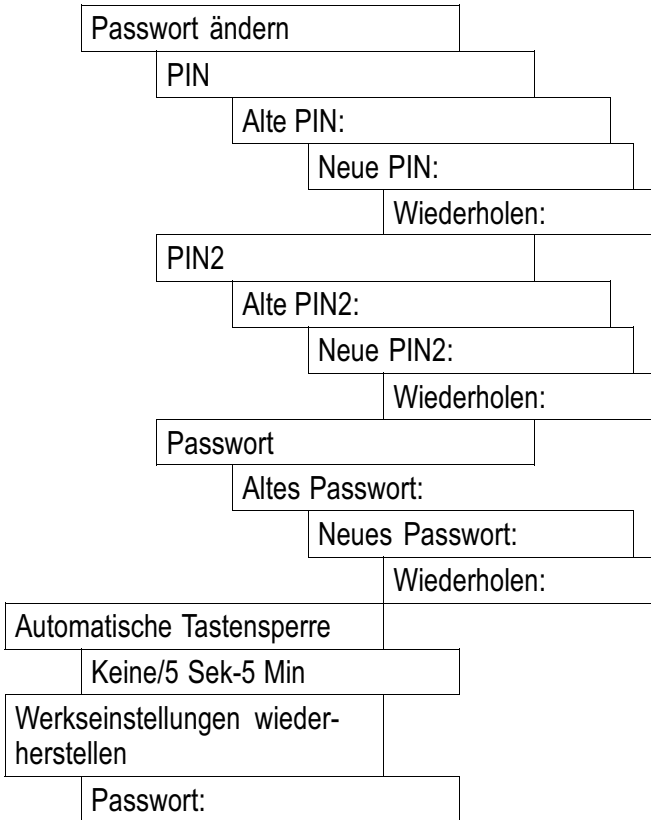 Passwort ändern
PIN
Alte PIN:
Neue PIN:
Wiederholen:
PIN2
Alte PIN2:
Neue PIN2:
Wiederholen:
Passwort
Altes Passwort:
Neues Passwort:
Wiederholen:
Automatische Tastensperre
Keine/5 Sek-5 Min
Werkseinstellungen wieder-
herstellen
Passwort: